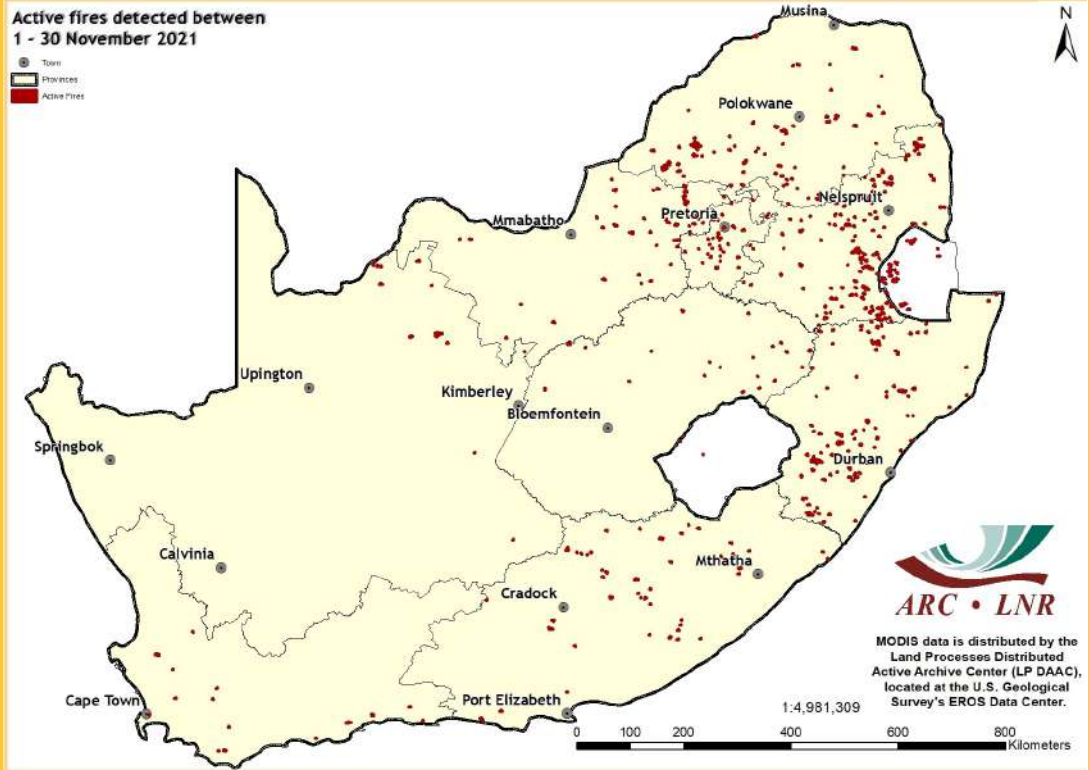 Active fires detected between
1 - 30 November 2021
Town
Provinces
Active Fires
N
Musina
Polokwane
Nelspruit
Pretoria
Mmabatho
Upington
Kimberley
Bloemfontein
Springbok
Durban
Calvinia
Mthatha
Cradock
Cape Town
Port Elizabeth
ARC • LNR
MODIS data is distributed by the
Land Processes Distributed
Active Archive Center (LP DAAC),
located at the U.S. Geological
Survey's EROS Data Center.
1:4,981,309
0 100 200 400 600 800
Kilometers